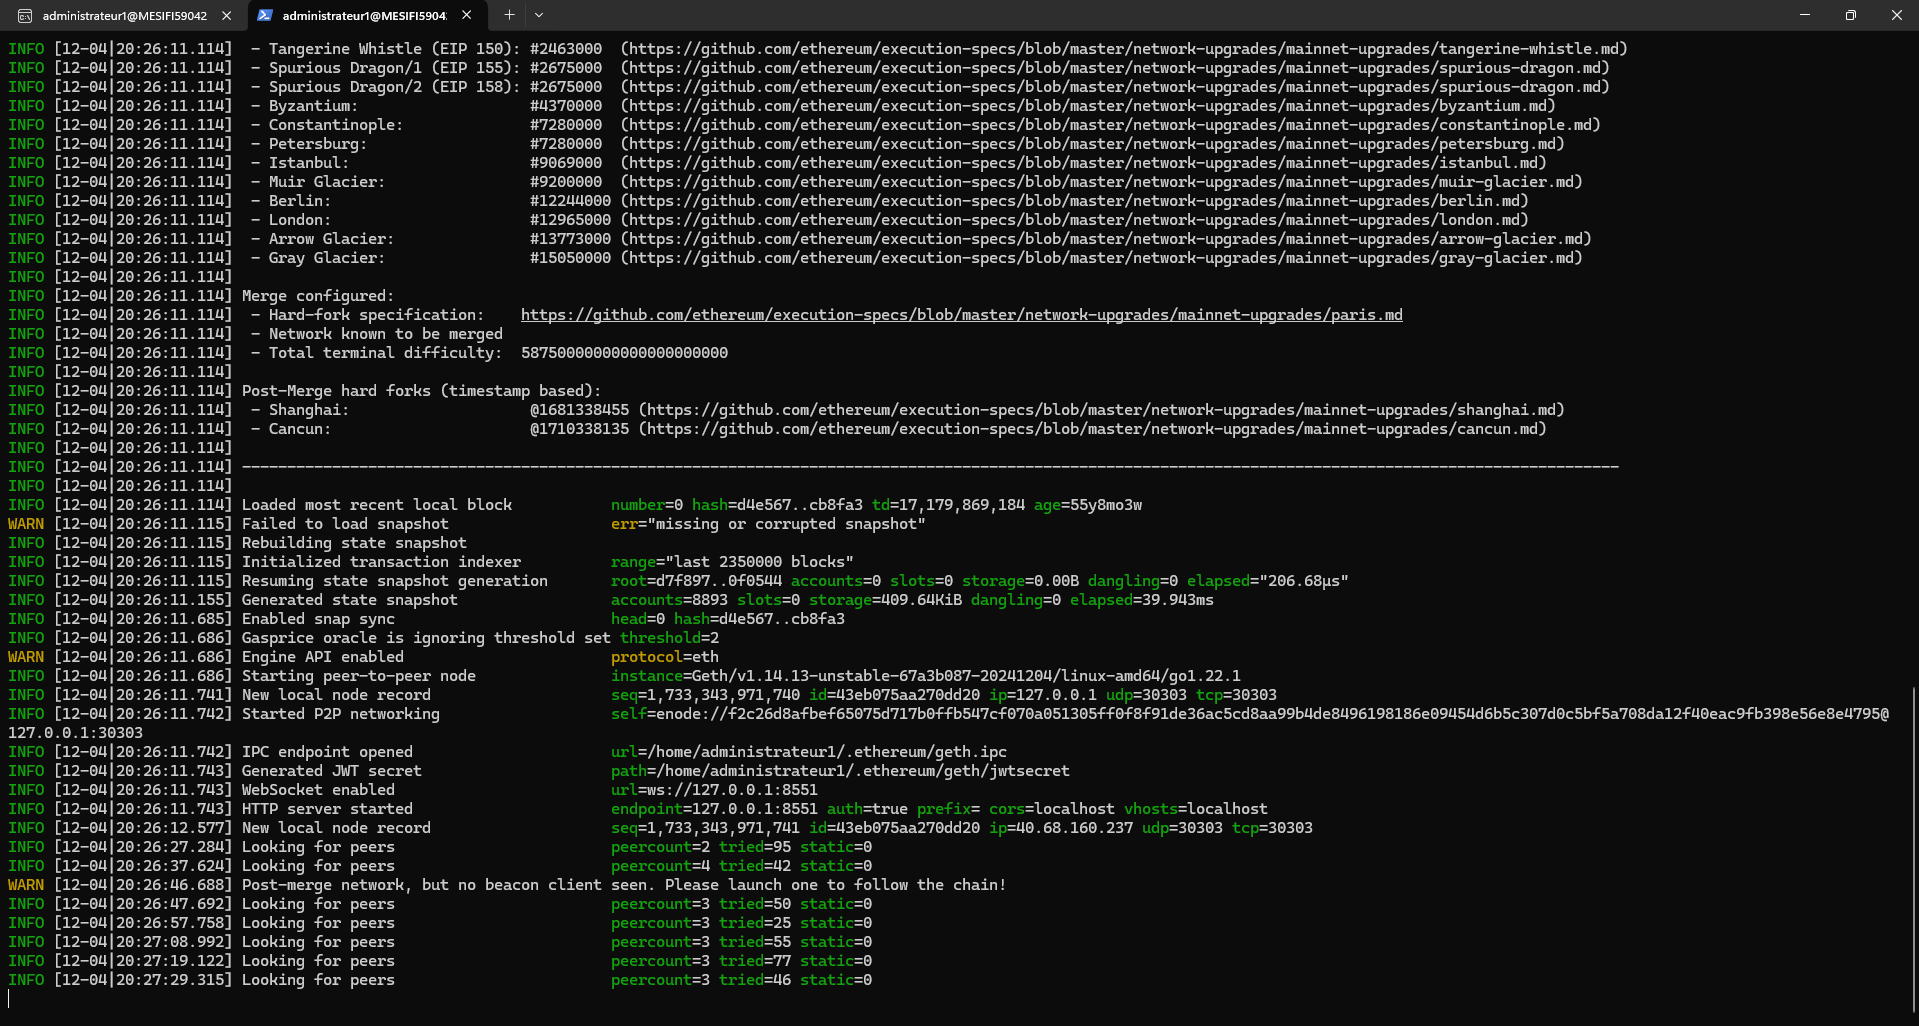 administrateur1@MESIFI59042
administrateur1@MESIFI5904
INFO [12-04|20:26:11.114]  - Tangerine Whistle (EIP 150): #2463000  (https://github.com/ethereum/execution-specs/blob/master/network-upgrades/mainnet-upgrades/tangerine-whistle.md)
INFO [12-04|20:26:11.114]  - Spurious Dragon/1 (EIP 155): #2675000  (https://github.com/ethereum/execution-specs/blob/master/network-upgrades/mainnet-upgrades/spurious-dragon.md)
INFO [12-04|20:26:11.114]  - Spurious Dragon/2 (EIP 158): #2675000  (https://github.com/ethereum/execution-specs/blob/master/network-upgrades/mainnet-upgrades/spurious-dragon.md)
INFO [12-04|20:26:11.114]  - Byzantium:                   #4370000  (https://github.com/ethereum/execution-specs/blob/master/network-upgrades/mainnet-upgrades/byzantium.md)
INFO [12-04|20:26:11.114]  - Constantinople:              #7280000  (https://github.com/ethereum/execution-specs/blob/master/network-upgrades/mainnet-upgrades/constantinople.md)
INFO [12-04|20:26:11.114]  - Petersburg:                  #7280000  (https://github.com/ethereum/execution-specs/blob/master/network-upgrades/mainnet-upgrades/petersburg.md)
INFO [12-04|20:26:11.114]  - Istanbul:                    #9069000  (https://github.com/ethereum/execution-specs/blob/master/network-upgrades/mainnet-upgrades/istanbul.md)
INFO [12-04|20:26:11.114]  - Muir Glacier:                #9200000  (https://github.com/ethereum/execution-specs/blob/master/network-upgrades/mainnet-upgrades/muir-glacier.md)
INFO [12-04|20:26:11.114]  - Berlin:                      #12244000 (https://github.com/ethereum/execution-specs/blob/master/network-upgrades/mainnet-upgrades/berlin.md)
INFO [12-04|20:26:11.114]  - London:                      #12965000 (https://github.com/ethereum/execution-specs/blob/master/network-upgrades/mainnet-upgrades/london.md)
INFO [12-04|20:26:11.114]  - Arrow Glacier:               #13773000 (https://github.com/ethereum/execution-specs/blob/master/network-upgrades/mainnet-upgrades/arrow-glacier.md)
INFO [12-04|20:26:11.114]  - Gray Glacier:                #15050000 (https://github.com/ethereum/execution-specs/blob/master/network-upgrades/mainnet-upgrades/gray-glacier.md)
INFO [12-04|20:26:11.114]
INFO [12-04|20:26:11.114] Merge configured:
INFO [12-04|20:26:11.114]  - Hard-fork specification:    https://github.com/ethereum/execution-specs/blob/master/network-upgrades/mainnet-upgrades/paris.md
INFO [12-04|20:26:11.114]  - Network known to be merged
INFO [12-04|20:26:11.114]  - Total terminal difficulty:  58750000000000000000000
INFO [12-04|20:26:11.114]
INFO [12-04|20:26:11.114] Post-Merge hard forks (timestamp based):
INFO [12-04|20:26:11.114]  - Shanghai:                    @1681338455 (https://github.com/ethereum/execution-specs/blob/master/network-upgrades/mainnet-upgrades/shanghai.md)
INFO [12-04|20:26:11.114]  - Cancun:                      @1710338135 (https://github.com/ethereum/execution-specs/blob/master/network-upgrades/mainnet-upgrades/cancun.md)
INFO [12-04|20:26:11.114]
INFO [12-04|20:26:11.114] ---------------------------------------------------------------------------------------------------------------------------------------------------------
INFO [12-04|20:26:11.114]
INFO [12-04|20:26:11.114] Loaded most recent local block           number=0 hash=d4e567..cb8fa3 td=17,179,869,184 age=55y8mo3w
WARN [12-04|20:26:11.115] Failed to load snapshot                  err="missing or corrupted snapshot"
INFO [12-04|20:26:11.115] Rebuilding state snapshot
INFO [12-04|20:26:11.115] Initialized transaction indexer          range="last 2350000 blocks"
INFO [12-04|20:26:11.115] Resuming state snapshot generation       root=d7f897..0f0544 accounts=0 slots=0 storage=0.00B dangling=0 elapsed="206.68µs"
INFO [12-04|20:26:11.155] Generated state snapshot                 accounts=8893 slots=0 storage=409.64KiB dangling=0 elapsed=39.943ms
INFO [12-04|20:26:11.685] Enabled snap sync                        head=0 hash=d4e567..cb8fa3
INFO [12-04|20:26:11.686] Gasprice oracle is ignoring threshold set threshold=2
WARN [12-04|20:26:11.686] Engine API enabled                       protocol=eth
INFO [12-04|20:26:11.686] Starting peer-to-peer node               instance=Geth/v1.14.13-unstable-67a3b087-20241204/linux-amd64/go1.22.1
INFO [12-04|20:26:11.741] New local node record                    seq=1,733,343,971,740 id=43eb075aa270dd20 ip=127.0.0.1 udp=30303 tcp=30303
INFO [12-04|20:26:11.742] Started P2P networking                   self=enode://f2c26d8afbef65075d717b0ffb547cf070a051305ff0f8f91de36ac5cd8aa99b4de8496198186e09454d6b5c307d0c5bf5a708da12f40eac9fb398e56e8e4795@
127.0.0.1:30303
INFO [12-04|20:26:11.742] IPC endpoint opened                      url=/home/administrateur1/.ethereum/geth.ipc
INFO [12-04|20:26:11.743] Generated JWT secret                     path=/home/administrateur1/.ethereum/geth/jwtsecret
INFO [12-04|20:26:11.743] WebSocket enabled                        url=ws://127.0.0.1:8551
INFO [12-04|20:26:11.743] HTTP server started                      endpoint=127.0.0.1:8551 auth=true prefix= cors=localhost vhosts=localhost
INFO [12-04|20:26:12.577] New local node record                    seq=1,733,343,971,741 id=43eb075aa270dd20 ip=40.68.160.237 udp=30303 tcp=30303
INFO [12-04|20:26:27.284] Looking for peers                        peercount=2 tried=95 static=0
INFO [12-04|20:26:37.624] Looking for peers                        peercount=4 tried=42 static=0
WARN [12-04|20:26:46.688] Post-merge network, but no beacon client seen. Please launch one to follow the chain!
INFO [12-04|20:26:47.692] Looking for peers                        peercount=3 tried=50 static=0
INFO [12-04|20:26:57.758] Looking for peers                        peercount=3 tried=25 static=0
INFO [12-04|20:27:08.992] Looking for peers                        peercount=3 tried=55 static=0
INFO [12-04|20:27:19.122] Looking for peers                        peercount=3 tried=77 static=0
INFO [12-04|20:27:29.315] Looking for peers                        peercount=3 tried=46 static=0